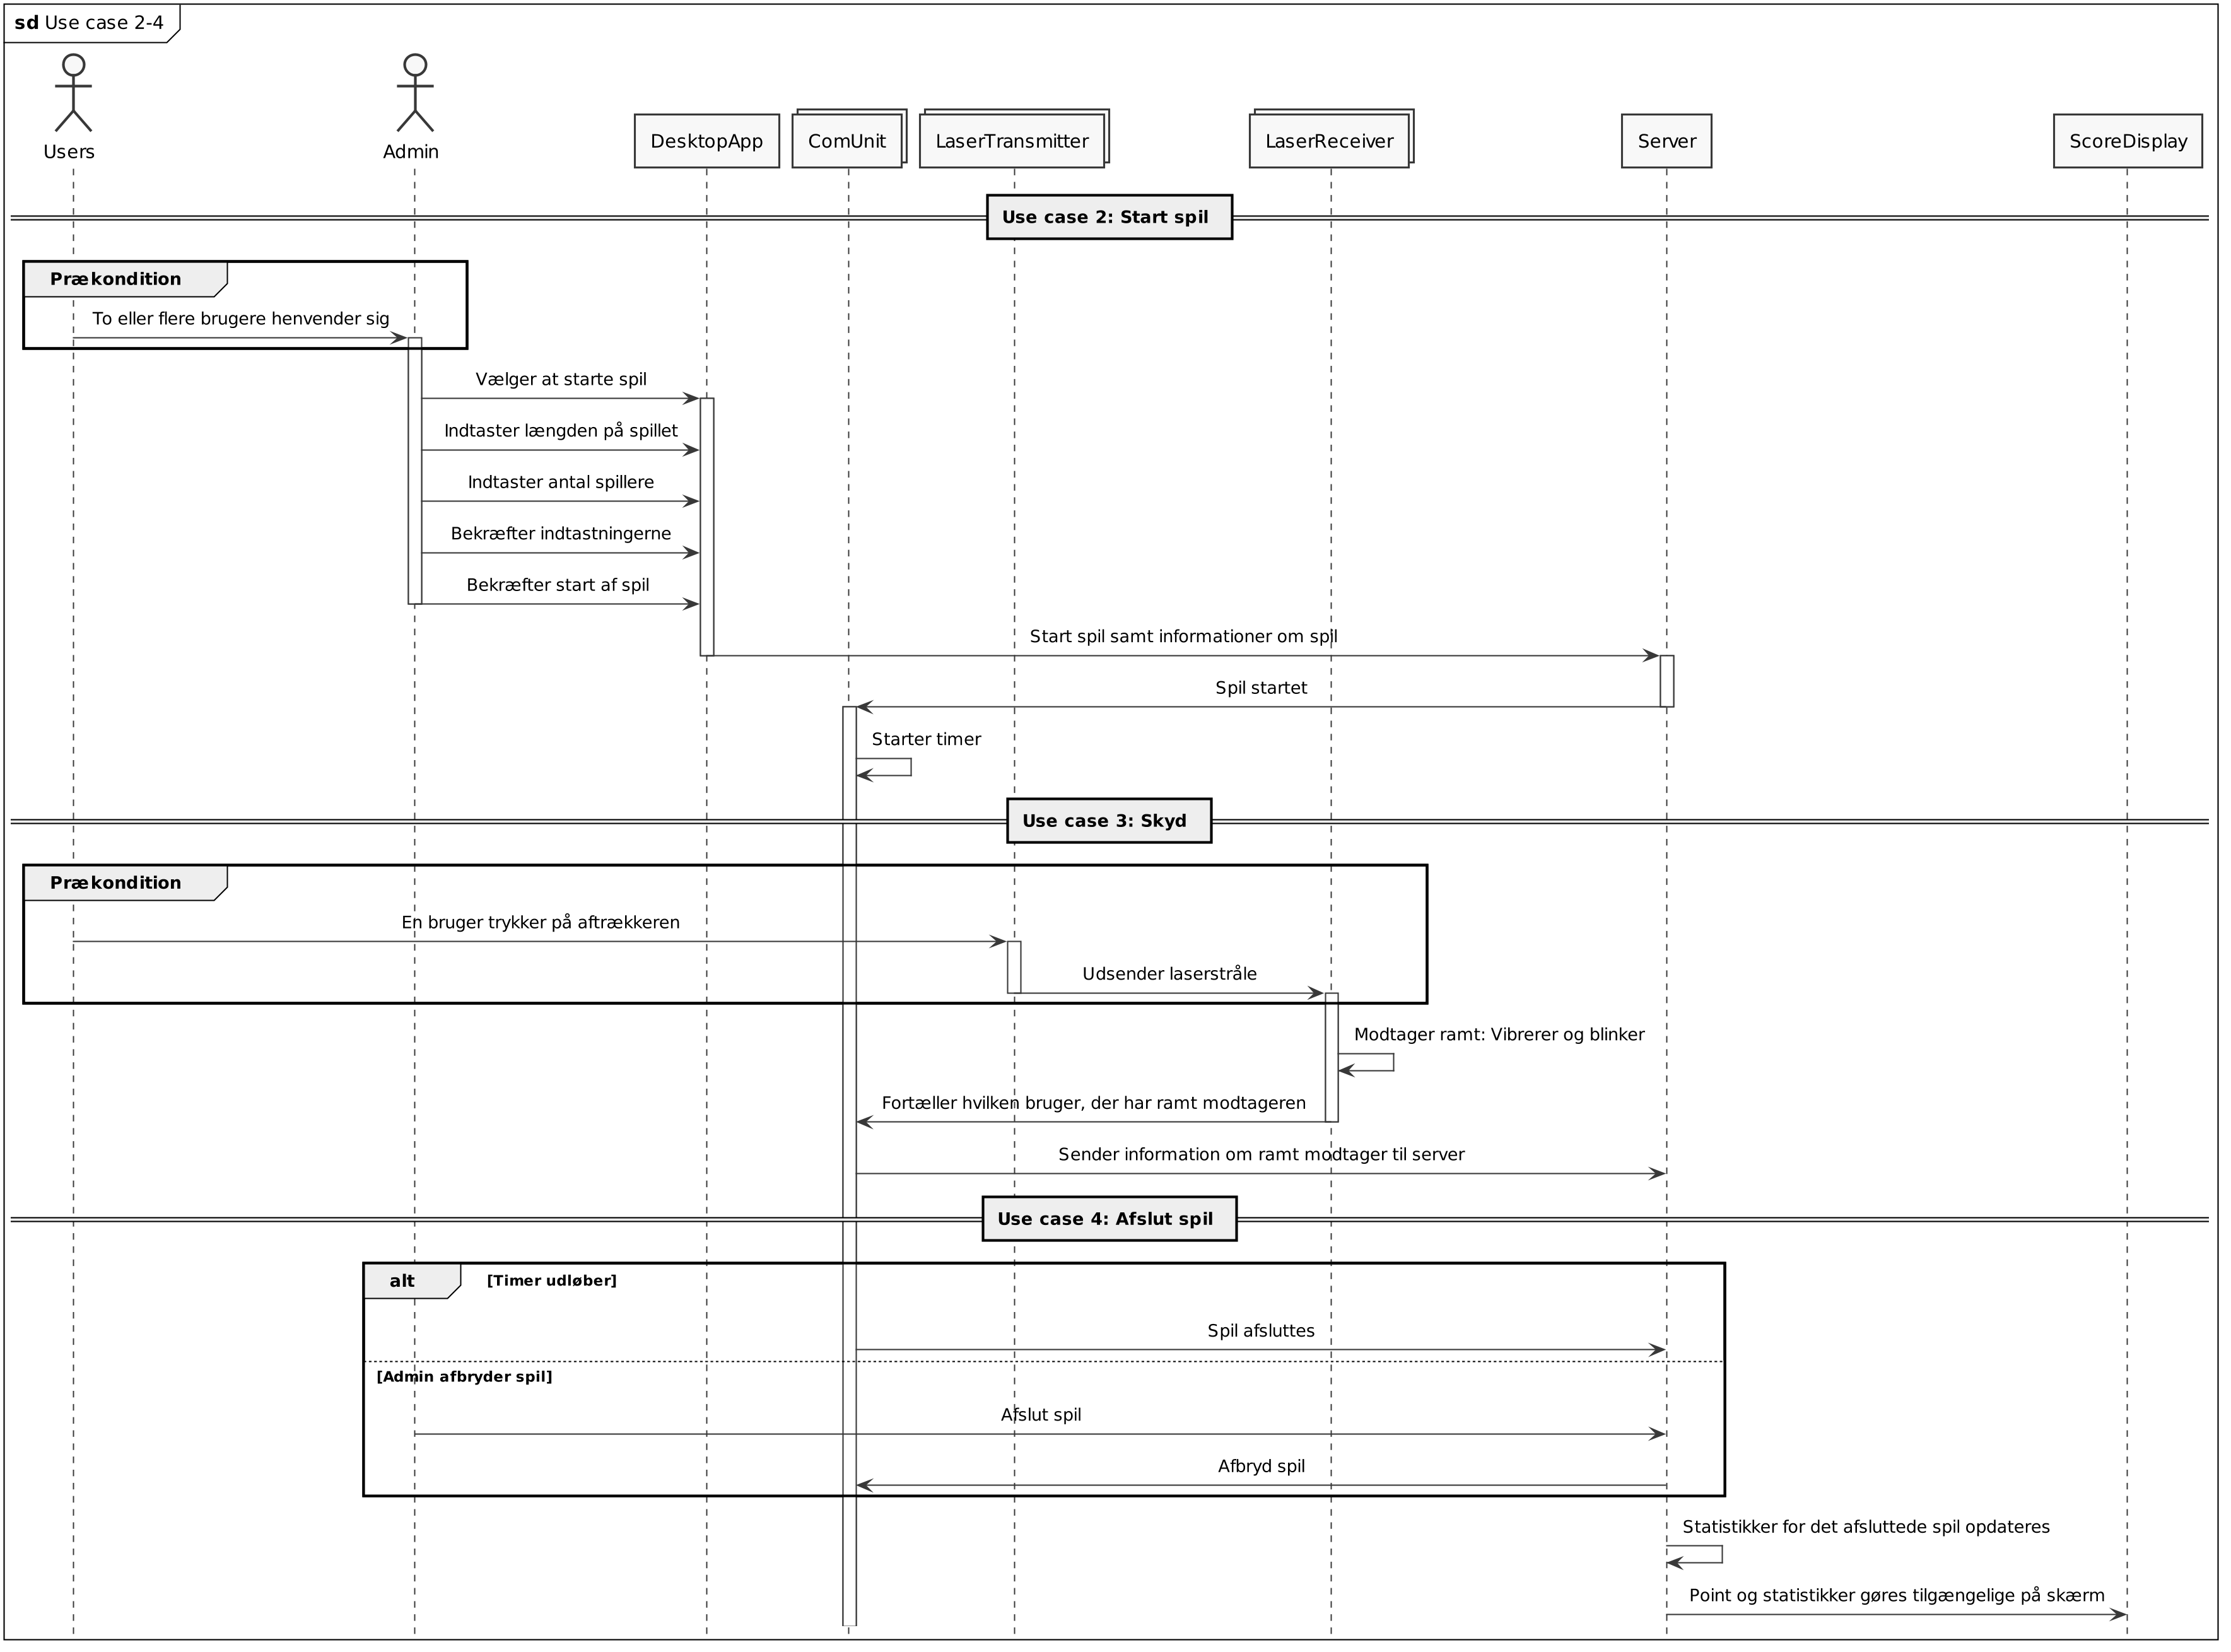 sd Use case 2-4
Users
Admin
DesktopApp
ComUnit
LaserTransmitter
LaserReceiver
Server
ScoreDisplay
Use case 2: Start spil
Prækondition
To eller flere brugere henvender sig
Vælger at starte spil
Indtaster længden på spillet
Indtaster antal spillere
Bekræfter indtastningerne
Bekræfter start af spil
Start spil samt informationer om spil
Spil startet
Starter timer
Use case 3: Skyd
Prækondition
En bruger trykker på aftrækkeren
Udsender laserstråle
Modtager ramt: Vibrerer og blinker
Fortæller hvilken bruger, der har ramt modtageren
Sender information om ramt modtager til server
Use case 4: Afslut spil
alt [Timer udløber]
Spil afsluttes
[Admin afbryder spil]
Afslut spil
Afbryd spil
Statistikker for det afsluttede spil opdateres
Point og statistikker gøres tilgængelige på skærm